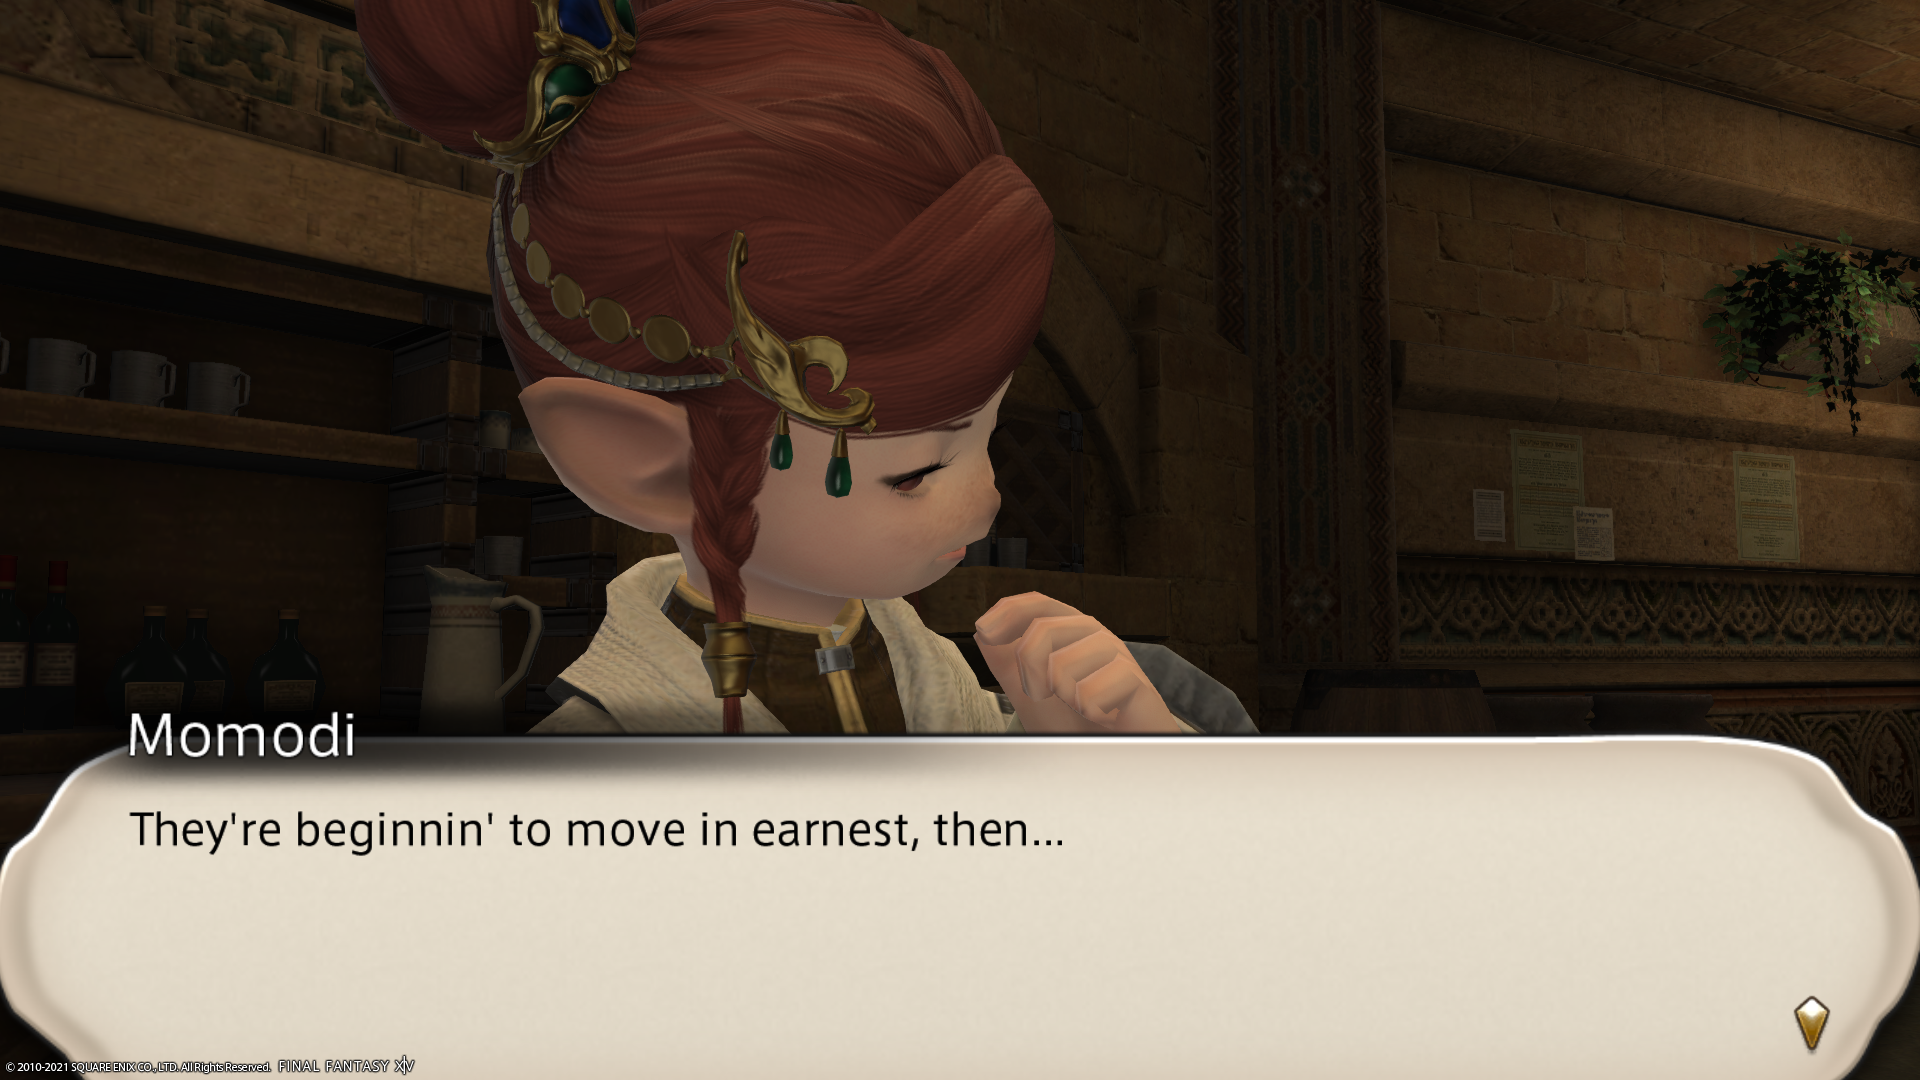 Momodi
They're beginnin' to move in earnest, then...
© 2010-2021 SQUARE ENIX CO., LTD. All Rights Reserved. FINAL FANTASY XIV